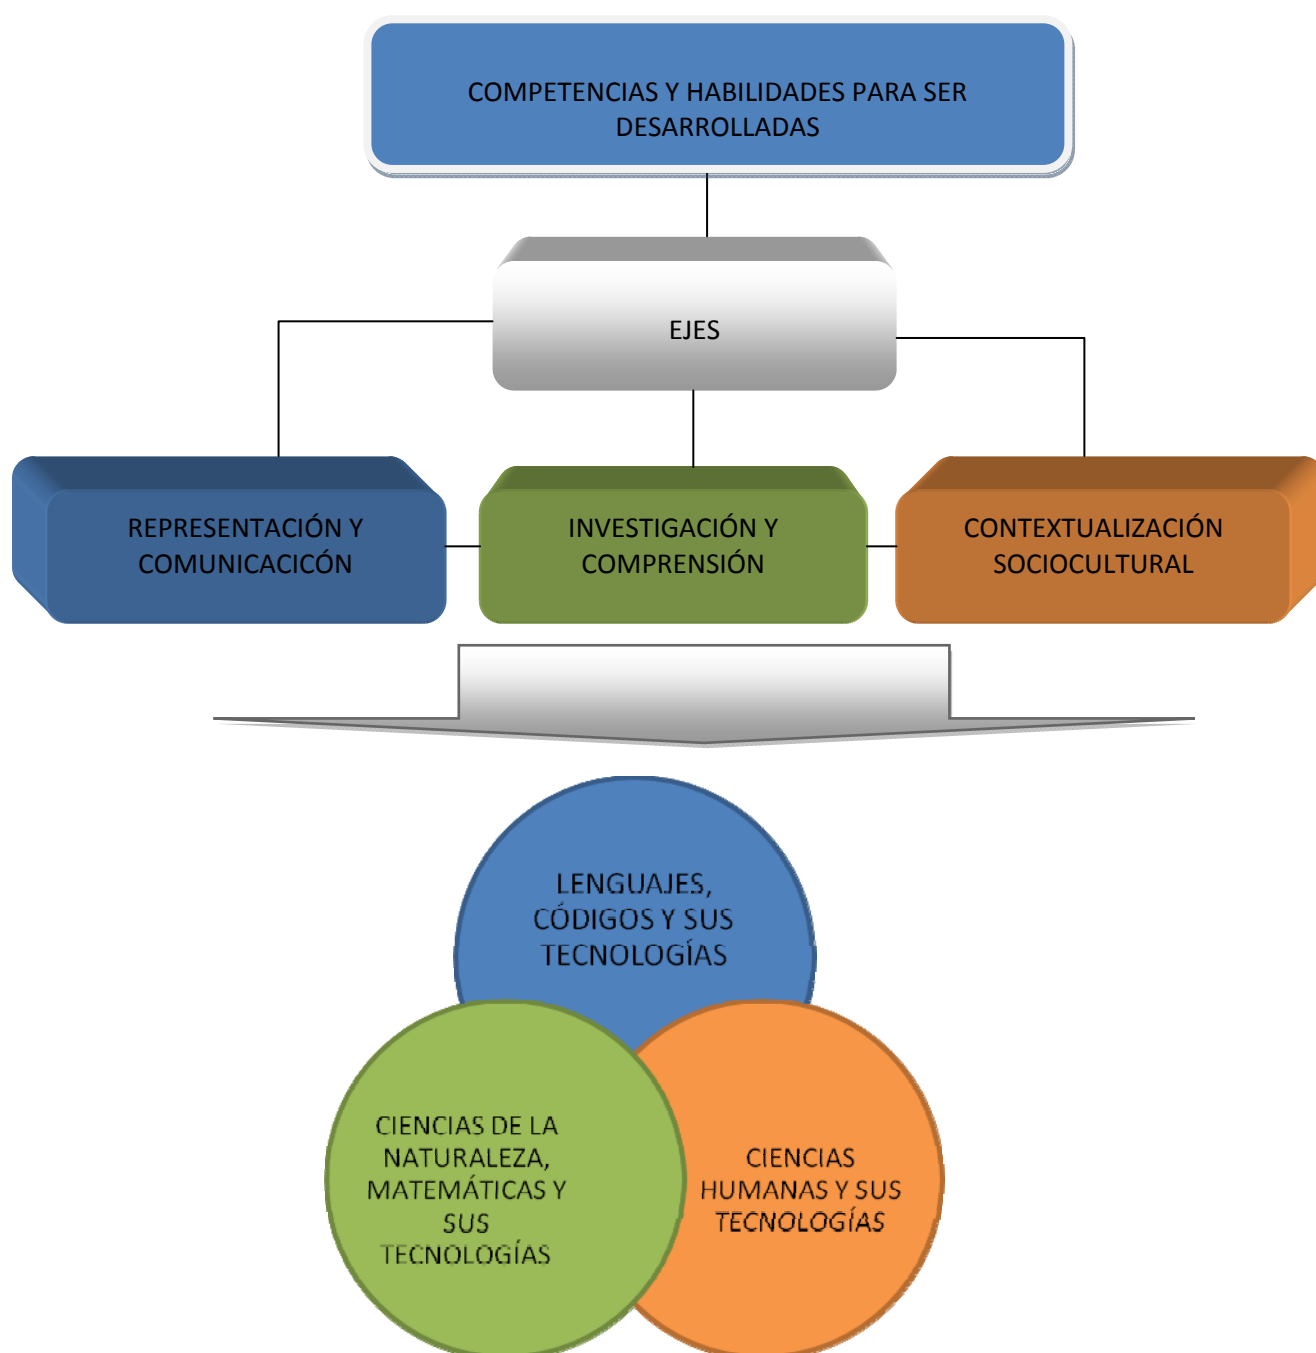 COMPETENCIAS Y HABILIDADES PARA SER
DESARROLLADAS
EJES
REPRESENTACIÓN Y
COMUNICACICÓN
INVESTIGACIÓN Y
COMPRENSIÓN
CONTEXTUALIZACIÓN
SOCIOCULTURAL
LENGUAJES,
CÓDIGOS Y SUS
TECNOLOGÍAS
CIENCIAS DE LA
NATURALEZA,
MATEMÁTICAS Y
SUS
TECNOLOGÍAS
CIENCIAS
HUMANAS Y SUS
TECNOLOGÍAS